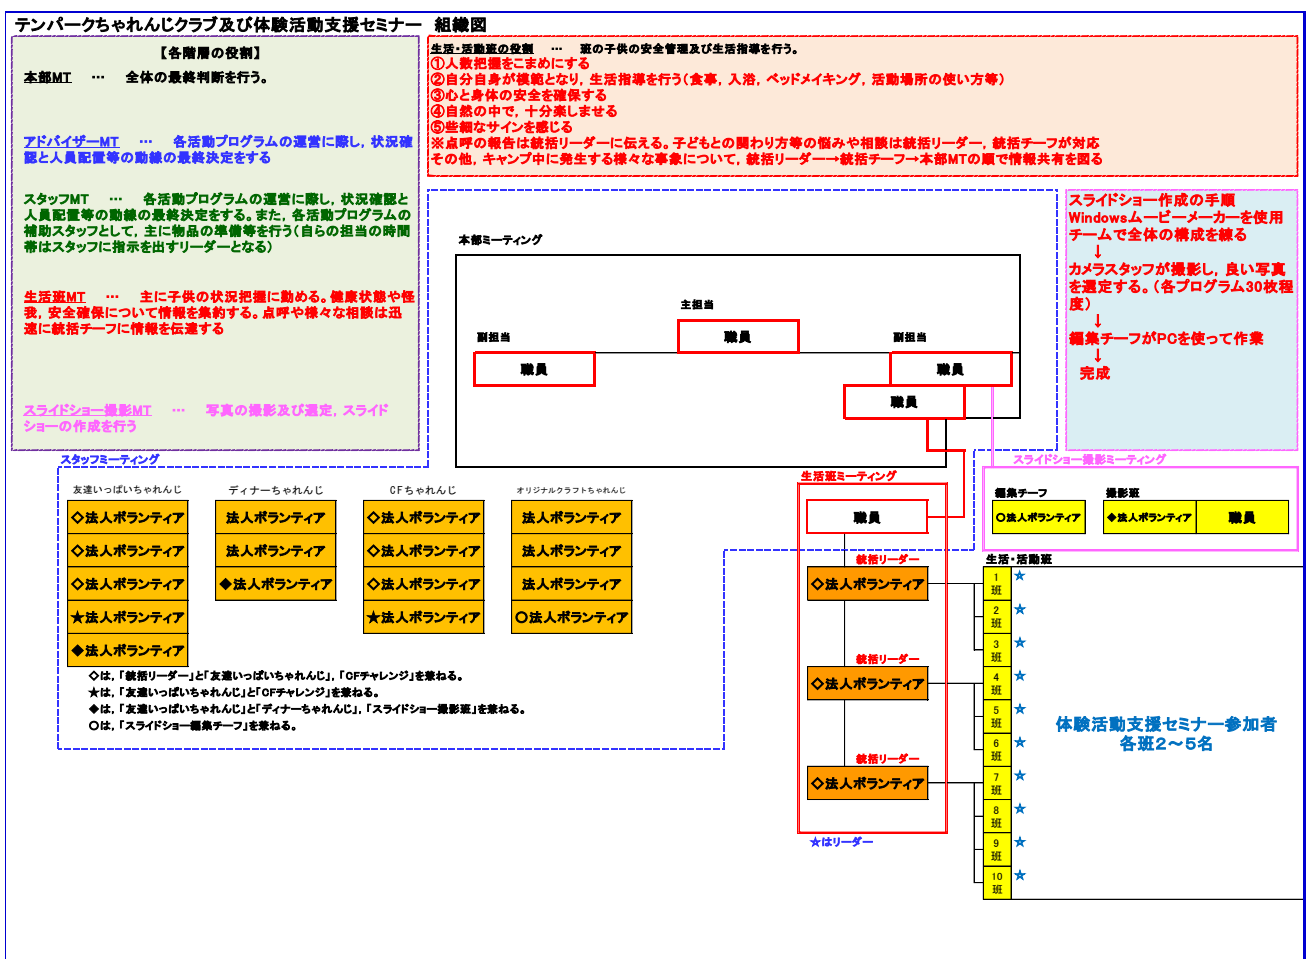 テンパークちゃれんじクラブ及び体験活動支援セミナー　組織図
【各階層の役割】
本部MT　…　全体の最終判断を行う。
アドバイザーMT　…　各活動プログラムの運営に際し，状況確
認と人員配置等の動線の最終決定をする
スタッフMT　…　各活動プログラムの運営に際し，状況確認と
人員配置等の動線の最終決定をする。また，各活動プログラムの
補助スタッフとして，主に物品の準備等を行う（自らの担当の時間
帯はスタッフに指示を出すリーダーとなる）
生活班MT　…　主に子供の状況把握に勤める。健康状態や怪
我，安全確保について情報を集約する。点呼や様々な相談は迅
速に統括チーフに情報を伝達する
スライドショー撮影MT　…　写真の撮影及び選定，スライド
ショーの作成を行う
生活・活動班の役割　…　班の子供の安全管理及び生活指導を行う。
①人数把握をこまめにする
②自分自身が模範となり，生活指導を行う（食事，入浴，ベッドメイキング，活動場所の使い方等）
③心と身体の安全を確保する
④自然の中で，十分楽しませる
⑤些細なサインを感じる
※点呼の報告は統括リーダーに伝える。子どもとの関わり方等の悩みや相談は統括リーダー，統括チーフが対応
その他，キャンプ中に発生する様々な事象について，統括リーダー→統括チーフ→本部MTの順で情報共有を図る
スライドショー作成の手順
Windowsムービーメーカーを使用
チームで全体の構成を練る
↓
カメラスタッフが撮影し，良い写真
を選定する。（各プログラム30枚程
度）
↓
編集チーフがPCを使って作業
↓
完成
本部ミーティング
主担当
職員
副担当
職員
副担当
職員
職員
スタッフミーティング
友達いっぱいちゃれんじ
◇法人ボランティア
◇法人ボランティア
◇法人ボランティア
★法人ボランティア
◆法人ボランティア
ディナーちゃれんじ
法人ボランティア
法人ボランティア
◆法人ボランティア
CFちゃれんじ
◇法人ボランティア
◇法人ボランティア
◇法人ボランティア
★法人ボランティア
オリジナルクラフトちゃれんじ
法人ボランティア
法人ボランティア
法人ボランティア
○法人ボランティア
◇は，「統括リーダー」と「友達いっぱいちゃれんじ」，「CFチャレンジ」を兼ねる。
★は，「友達いっぱいちゃれんじ」と「CFチャレンジ」を兼ねる。
◆は，「友達いっぱいちゃれんじ」と「ディナーちゃれんじ」，「スライドショー撮影班」を兼ねる。
○は，「スライドショー編集チーフ」を兼ねる。
生活班ミーティング
職員
統括リーダー
◇法人ボランティア
統括リーダー
◇法人ボランティア
統括リーダー
◇法人ボランティア
☆はリーダー
スライドショー撮影ミーティング
編集チーフ
○法人ボランティア
撮影班
◆法人ボランティア
職員
生活・活動班
1班 ☆
2班 ☆
3班 ☆
4班 ☆
5班 ☆
6班 ☆
7班 ☆
8班 ☆
9班 ☆
10班 ☆
体験活動支援セミナー参加者
各班２～５名